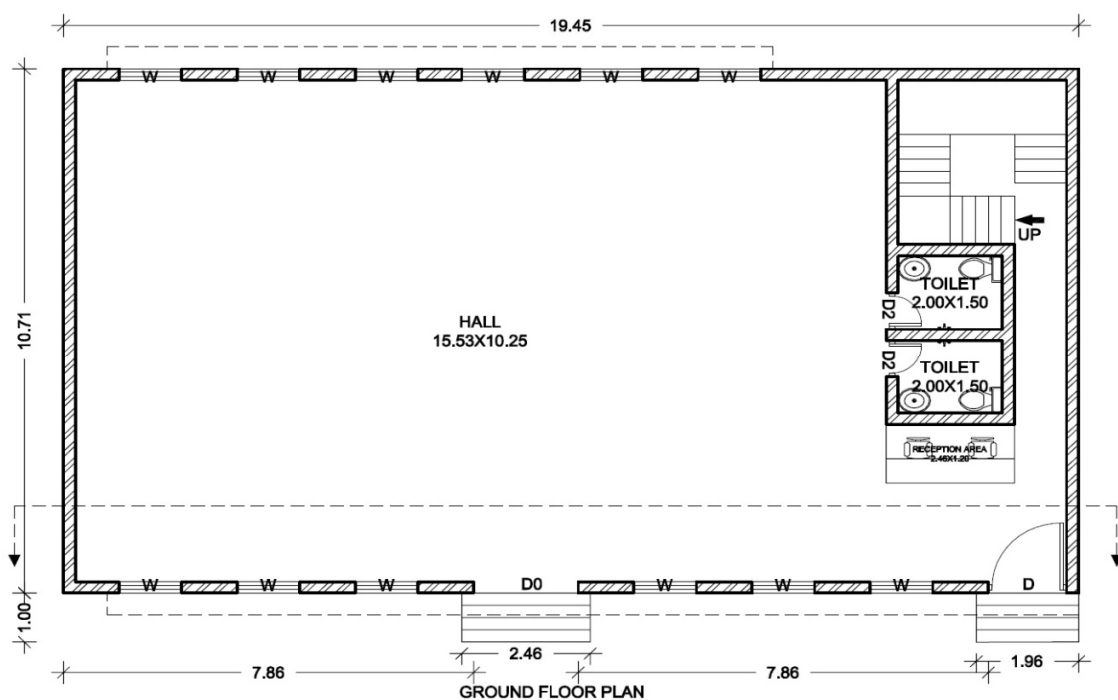 19.45
W W W W W W
10.71
UP
TOILET
2.00X1.50
D2
HALL
15.53X10.25
D2
TOILET
2.00X1.50
RECEPTION AREA
2.46X1.20
W W W D0 W W W D
1.00
2.46
1.96
7.86 7.86
GROUND FLOOR PLAN